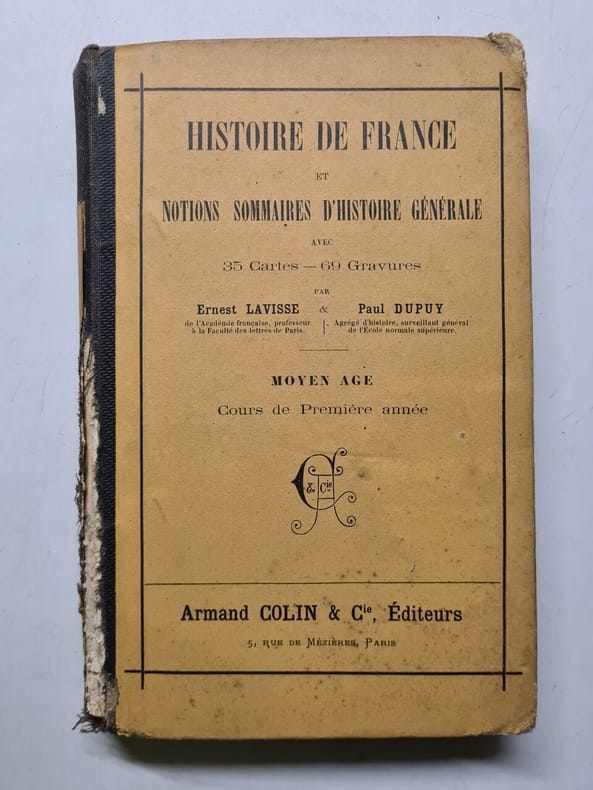 HISTOIRE DE FRANCE
ET
NOTIONS SOMMAIRES D'HISTOIRE GÉNÉRALE
AVEC
35 Cartes — 69 Gravures
PAR
Ernest LAVISSE & Paul DUPUY
de l'Académie française, professeur
à la Faculté des lettres de Paris.
Agrégé d'histoire, surveillant général
de l'École normale supérieure.
MOYEN AGE
Cours de Première année
AC & Cie
Armand COLIN & Cie, Éditeurs
5, RUE DE MÉZIÈRES, PARIS